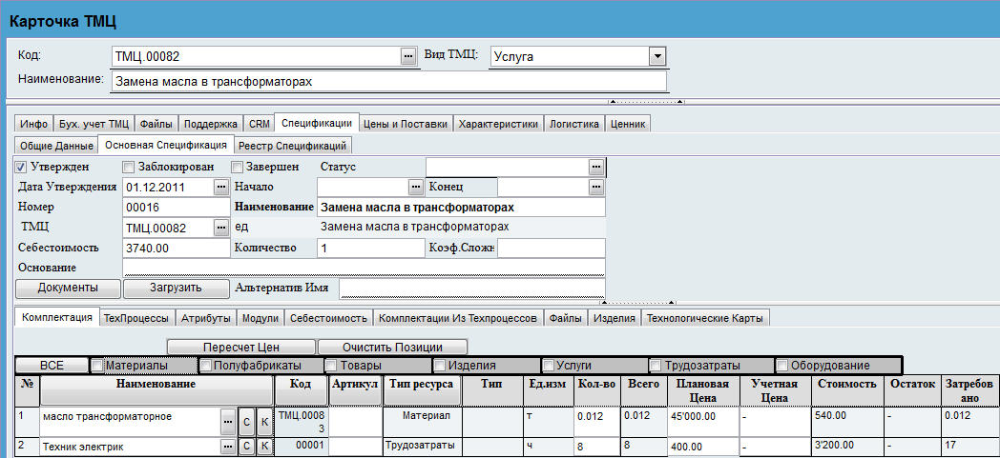 Карточка ТМЦ
Код: ТМЦ.00082 ... Вид ТМЦ: Услуга
Наименование: Замена масла в трансформаторах
Инфо Бух. учет ТМЦ Файлы Поддержка CRM Спецификации Цены и Поставки Характеристики Логистика Ценник
Общие Данные Основная Спецификация Реестр Спецификаций
Утвержден Заблокирован Завершен Статус ...
Дата Утверждения 01.12.2011 ... Начало ... Конец ...
Номер 00016 Наименование Замена масла в трансформаторах
ТМЦ ТМЦ.00082 ... ед Замена масла в трансформаторах
Себестоимость 3740.00 Количество 1 Коэф.Сложн
Основание
Документы Загрузить Альтернатив Имя
Комплектация ТехПроцессы Атрибуты Модули Себестоимость Комплектации Из Техпроцессов Файлы Изделия Технологические Карты
Пересчет Цен Очистить Позиции
ВСЕ Материалы Полуфабрикаты Товары Изделия Услуги Трудозатраты Оборудование
№ Наименование Код Артикул Тип ресурса Тип Ед.изм Кол-во Всего Плановая Цена Учетная Цена Стоимость Остаток Затребовано
1 масло трансформаторное ... С К ТМЦ.00083 Материал т 0.012 0.012 45'000.00 - 540.00 - 0.012
2 Техник электрик ... С К 00001 Трудозатраты ч 8 8 400.00 - 3'200.00 - 17